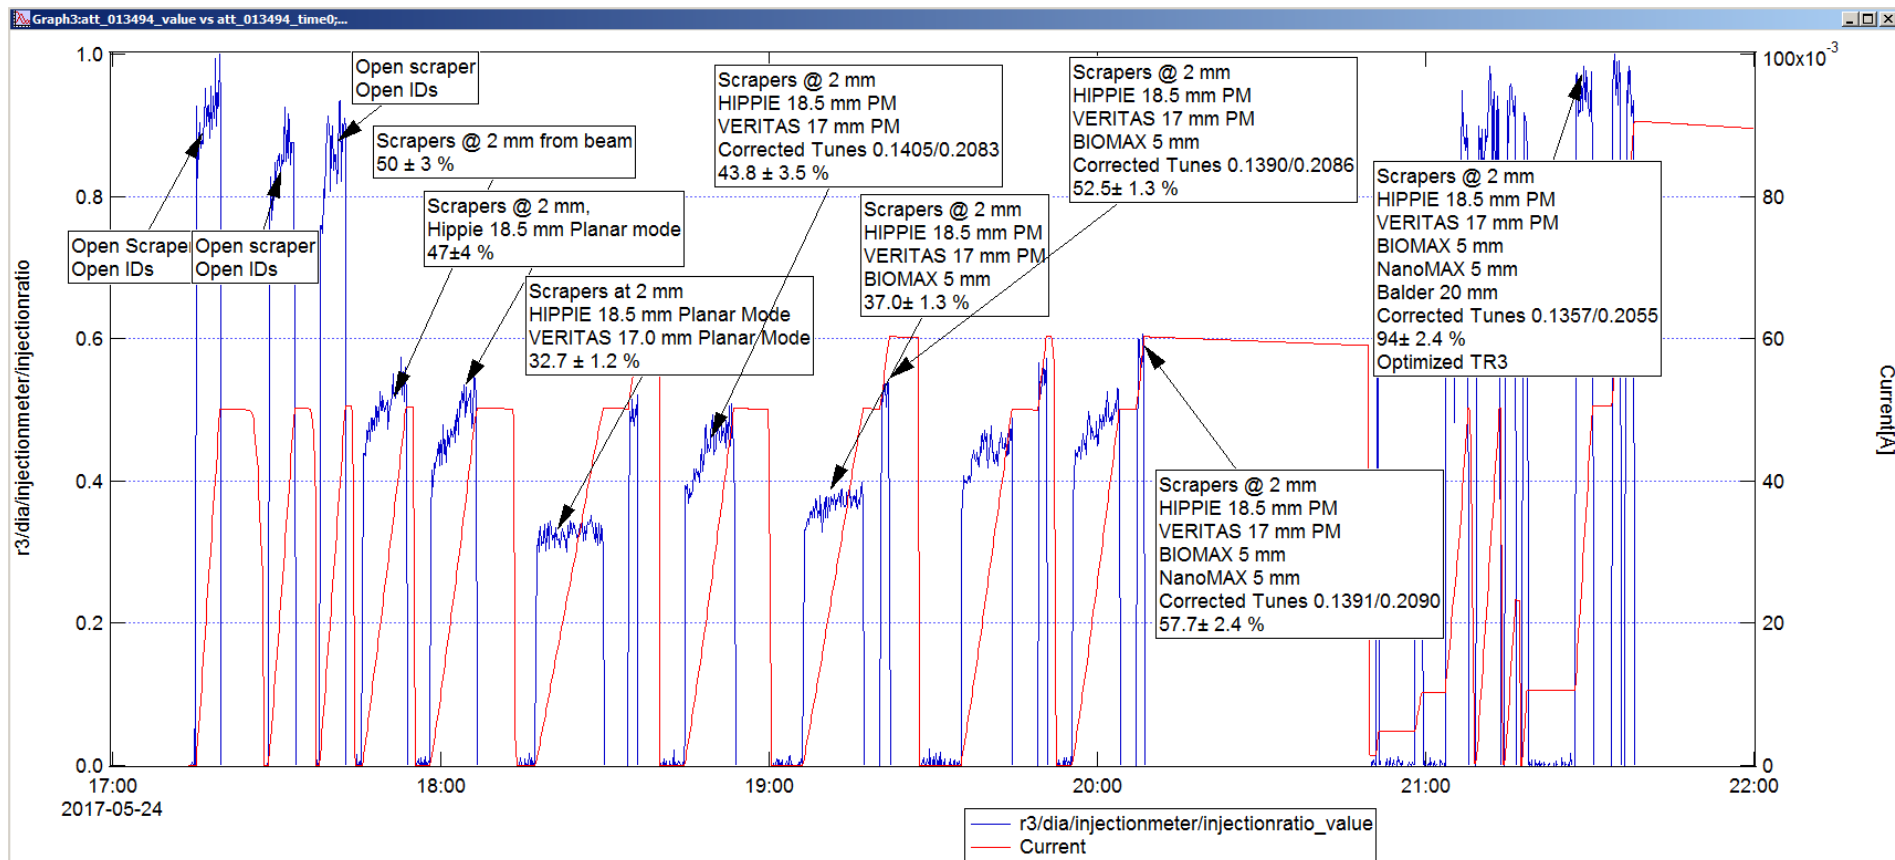 Graph3:att_013494_value vs att_013494_time0;...
1.0
0.8
0.6
0.4
0.2
0.0
r3/dia/injectionmeter/injectionratio
100x10-3
80
60
40
20
0
Current[A]
17:00
18:00
19:00
20:00
21:00
22:00
2017-05-24
Open Scraper
Open IDs
Open scraper
Open IDs
Open scraper
Open IDs
Scrapers @ 2 mm from beam
50 ± 3 %
Scrapers @ 2 mm,
Hippie 18.5 mm Planar mode
47±4 %
Scrapers at 2 mm
HIPPIE 18.5 mm Planar Mode
VERITAS 17.0 mm Planar Mode
32.7 ± 1.2 %
Scrapers @ 2 mm
HIPPIE 18.5 mm PM
VERITAS 17 mm PM
Corrected Tunes 0.1405/0.2083
43.8 ± 3.5 %
Scrapers @ 2 mm
HIPPIE 18.5 mm PM
VERITAS 17 mm PM
BIOMAX 5 mm
37.0± 1.3 %
Scrapers @ 2 mm
HIPPIE 18.5 mm PM
VERITAS 17 mm PM
BIOMAX 5 mm
Corrected Tunes 0.1390/0.2086
52.5± 1.3 %
Scrapers @ 2 mm
HIPPIE 18.5 mm PM
VERITAS 17 mm PM
BIOMAX 5 mm
NanoMAX 5 mm
Corrected Tunes 0.1391/0.2090
57.7± 2.4 %
Scrapers @ 2 mm
HIPPIE 18.5 mm PM
VERITAS 17 mm PM
BIOMAX 5 mm
NanoMAX 5 mm
Balder 20 mm
Corrected Tunes 0.1357/0.2055
94± 2.4 %
Optimized TR3
r3/dia/injectionmeter/injectionratio_value
Current